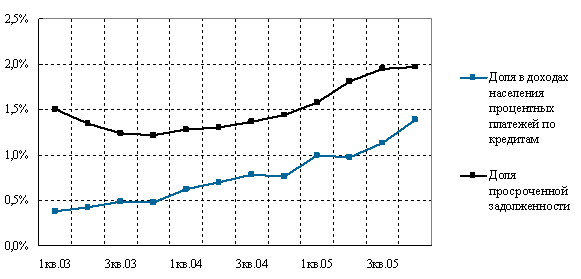 2,5%
2,0%
1,5%
1,0%
0,5%
0,0%
1кв.03 3кв.03 1кв.04 3кв.04 1кв.05 3кв.05
Доля в доходах
населения
процентных
платежей по
кредитам
Доля
просроченной
задолженности